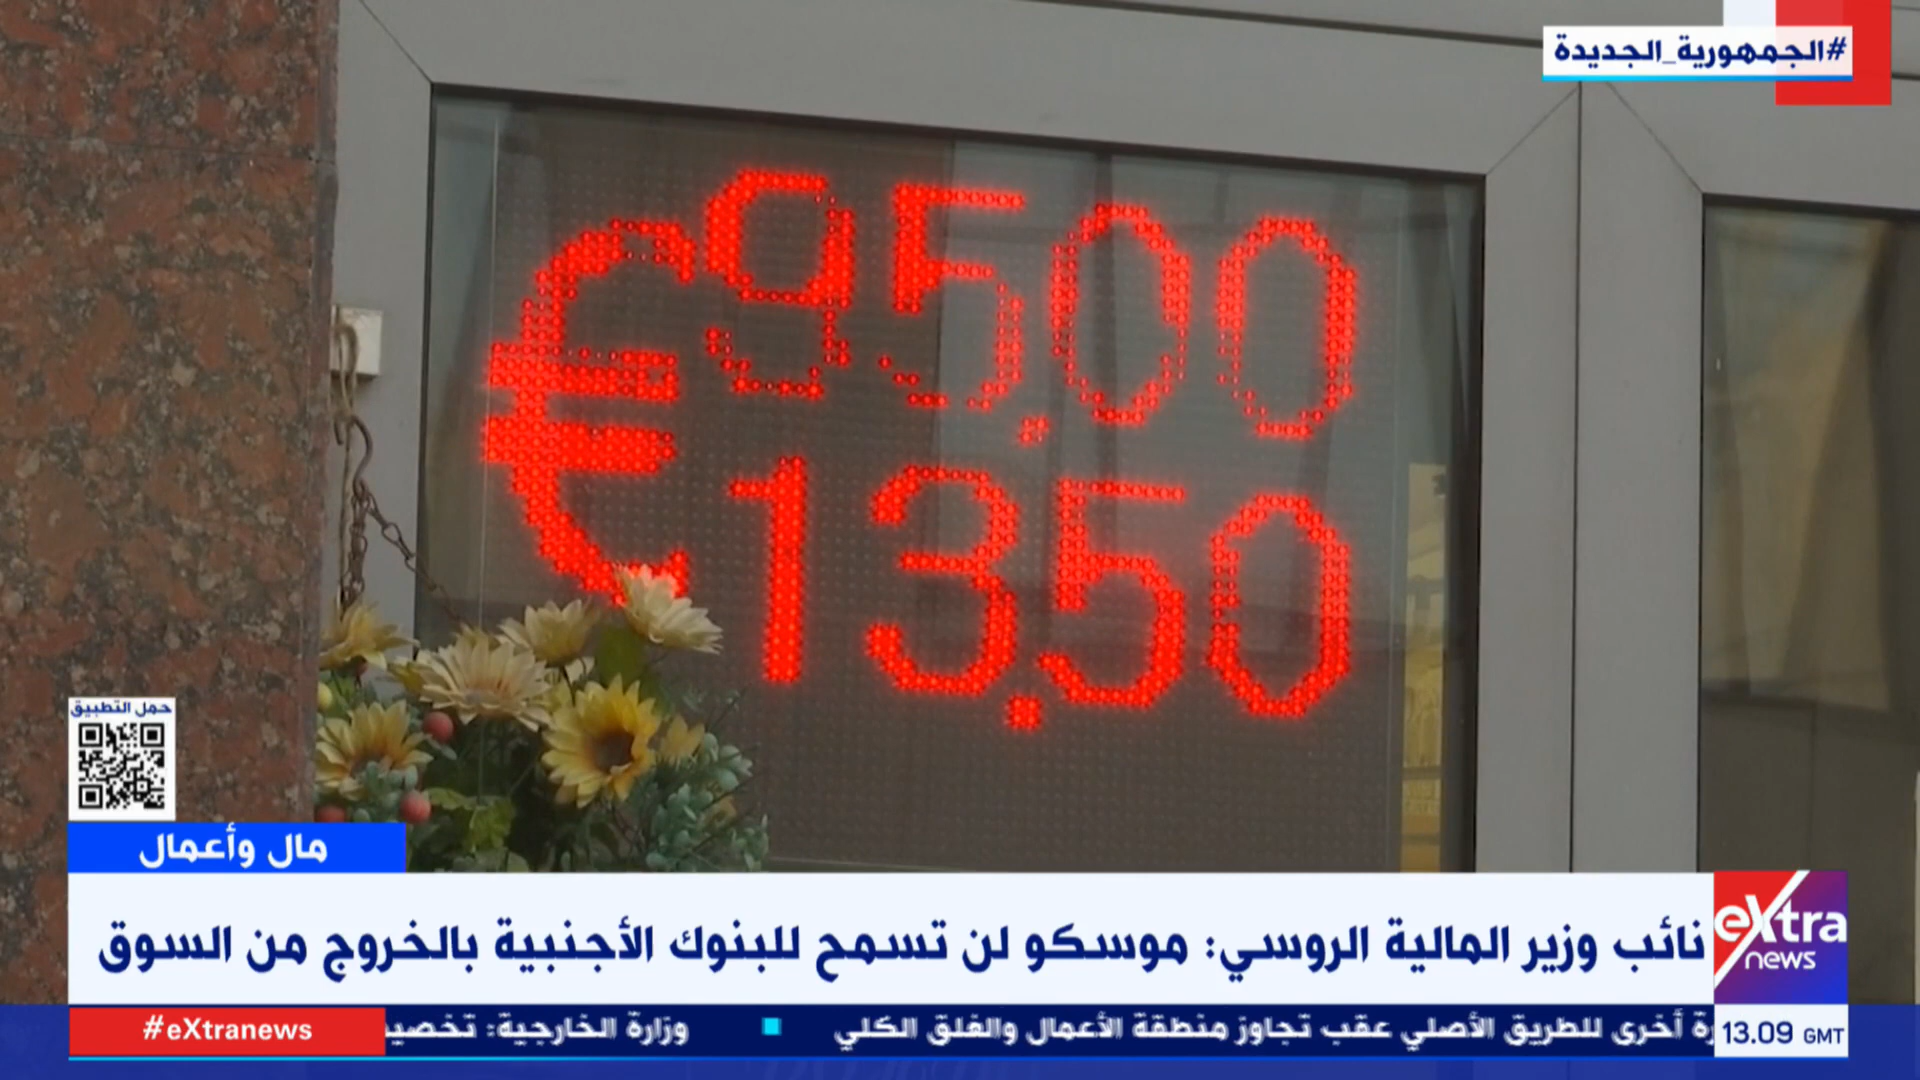 #الجمهورية_الجديدة
€ 95.00
13.50
حمل التطبيق
مال وأعمال
نائب وزير المالية الروسي: موسكو لن تسمح للبنوك الأجنبية بالخروج من السوق
eXtra news
#eXtranews
أخرى للطريق الأصلي عقب تجاوز منطقة الأعمال والغلق الكلي ■ وزارة الخارجية:
13.09 GMT